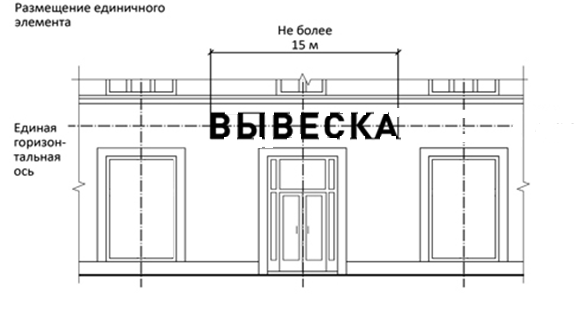 Размещение единичного
элемента
Не более
15 м
ВЫВЕСКА
Единая
горизон-
тальная
ось